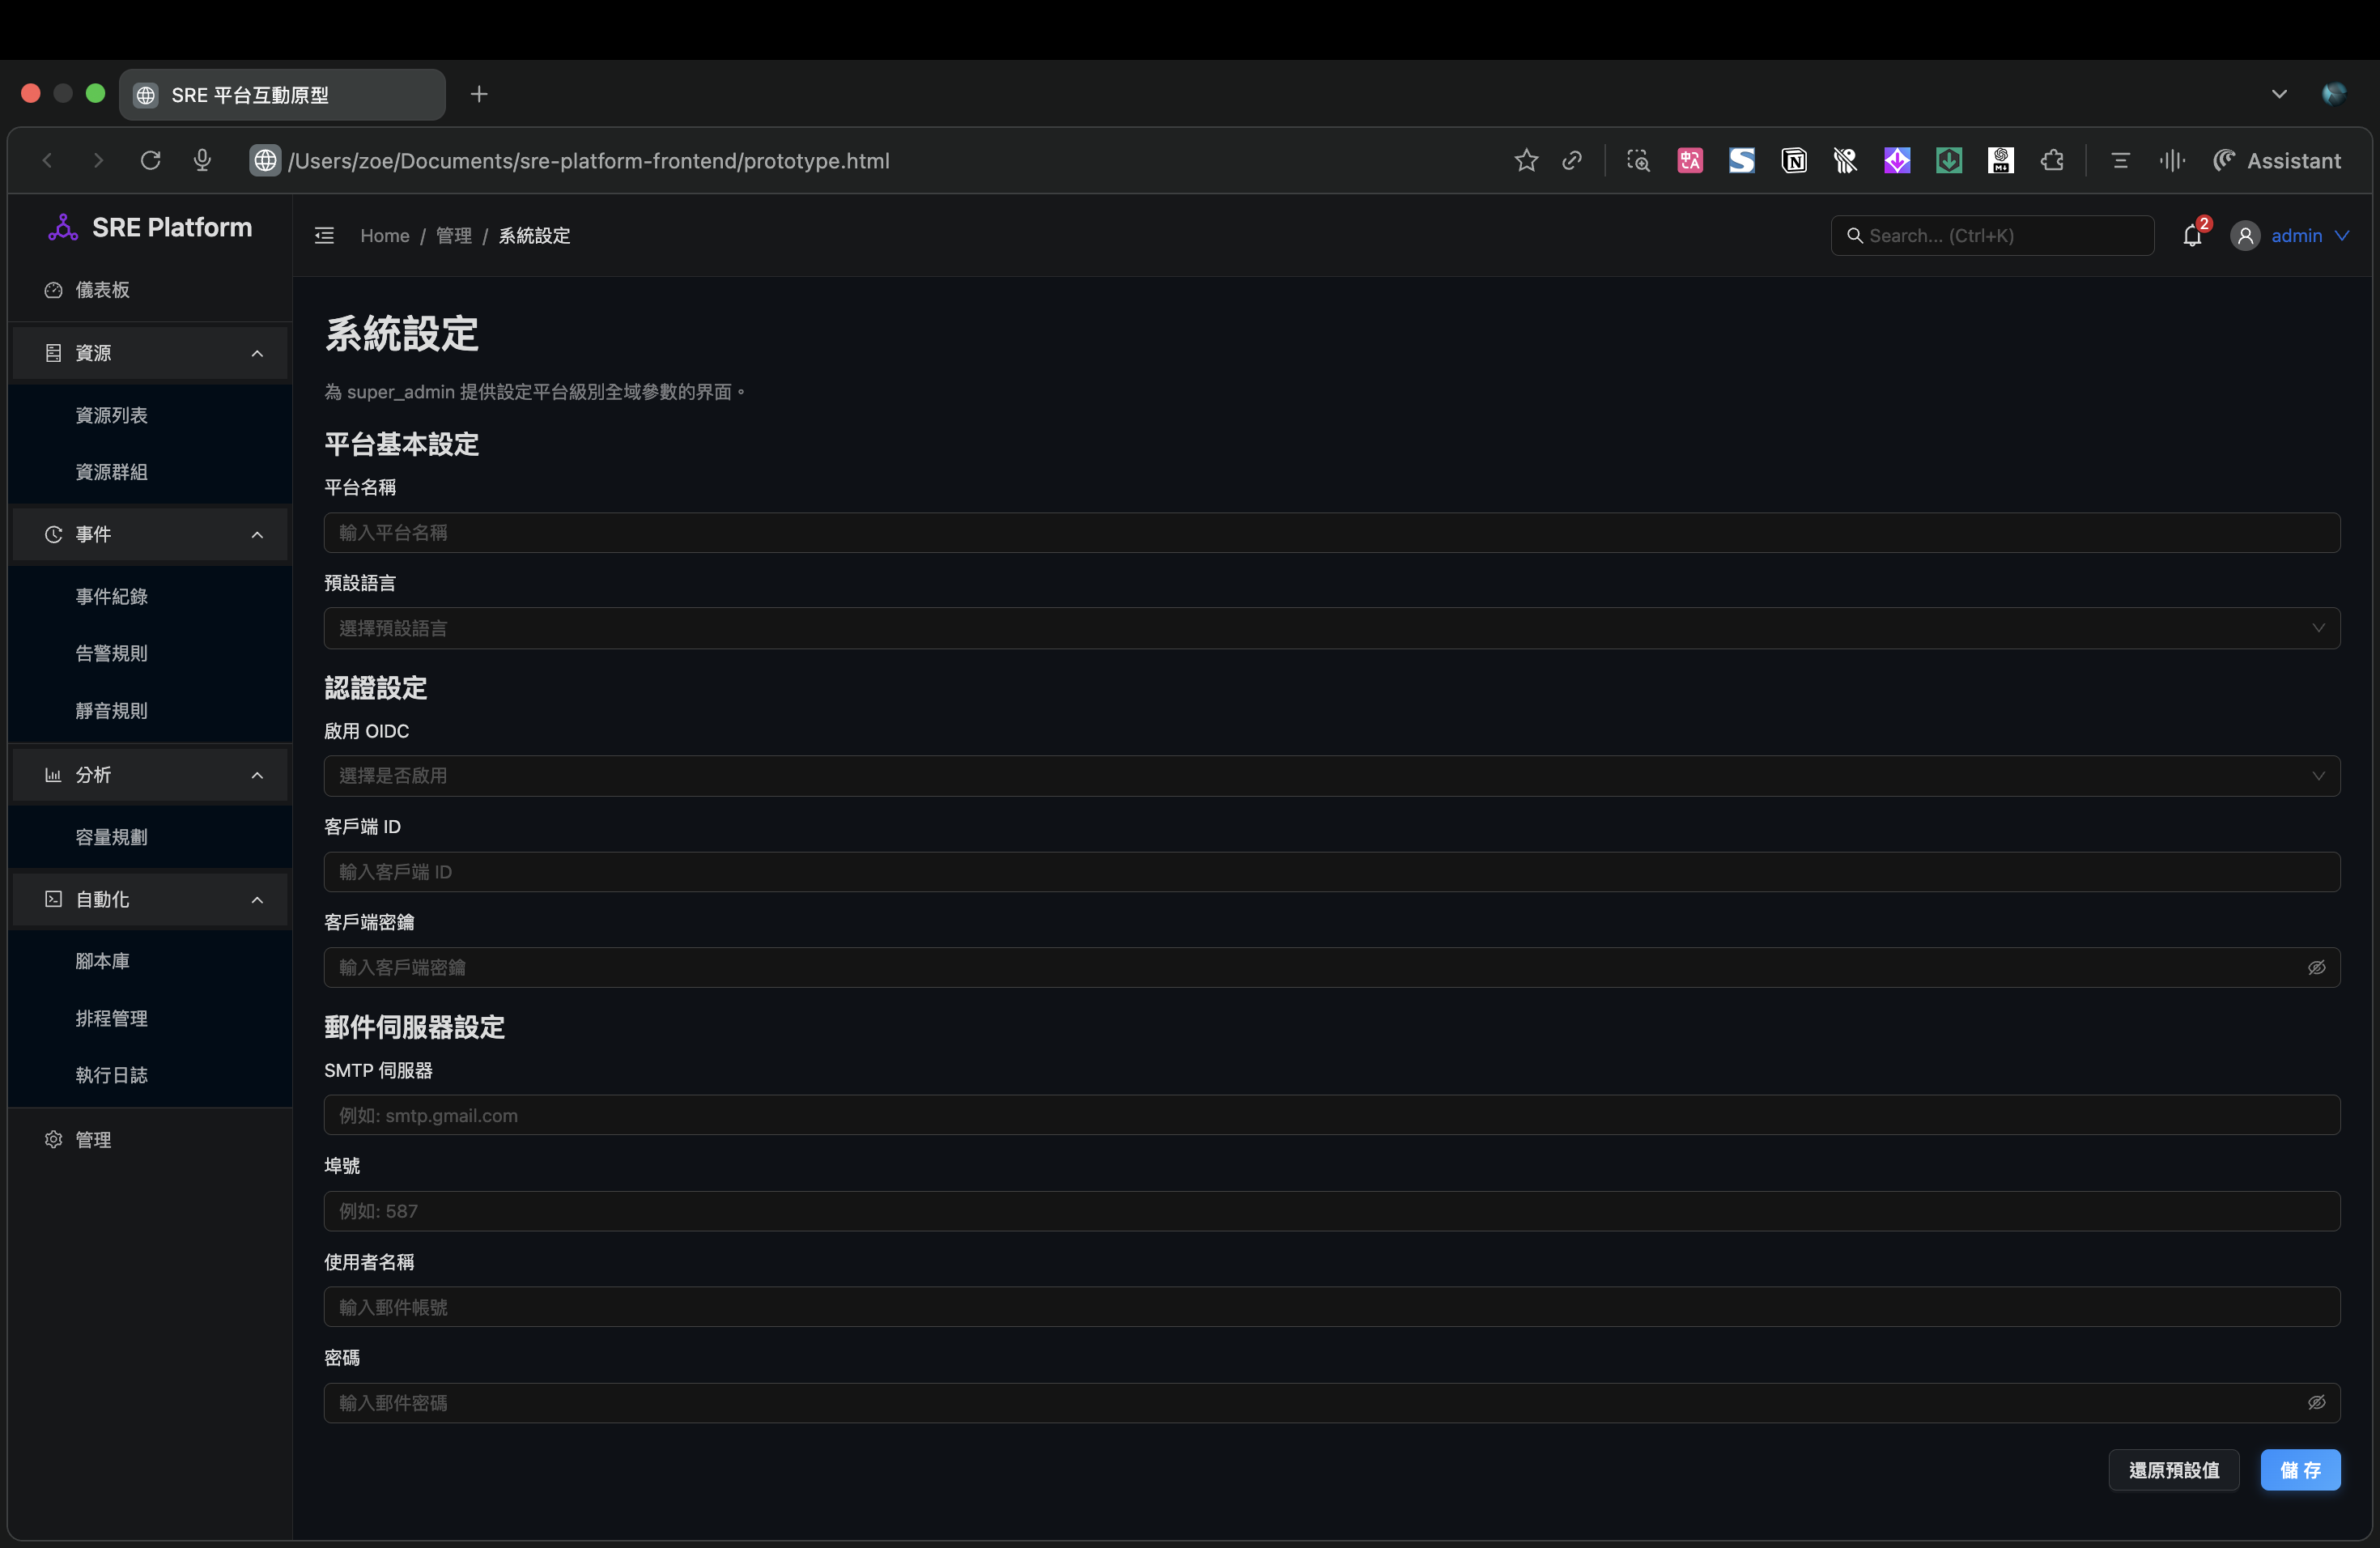 SRE 平台互動原型
/Users/zoe/Documents/sre-platform-frontend/prototype.html
Assistant
SRE Platform
Home / 管理 / 系統設定
Search... (Ctrl+K)
2
admin
儀表板
資源
資源列表
資源群組
事件
事件紀錄
告警規則
靜音規則
分析
容量規劃
自動化
腳本庫
排程管理
執行日誌
管理
系統設定
為 super_admin 提供設定平台級別全域參數的界面。
平台基本設定
平台名稱
輸入平台名稱
預設語言
選擇預設語言
認證設定
啟用 OIDC
選擇是否啟用
客戶端 ID
輸入客戶端 ID
客戶端密鑰
輸入客戶端密鑰
郵件伺服器設定
SMTP 伺服器
例如: smtp.gmail.com
埠號
例如: 587
使用者名稱
輸入郵件帳號
密碼
輸入郵件密碼
還原預設值
儲 存